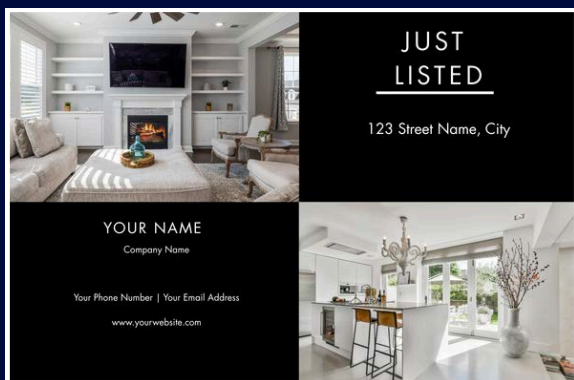 JUST
LISTED
123 Street Name, City
YOUR NAME
Company Name
Your Phone Number | Your Email Address
www.yourwebsite.com